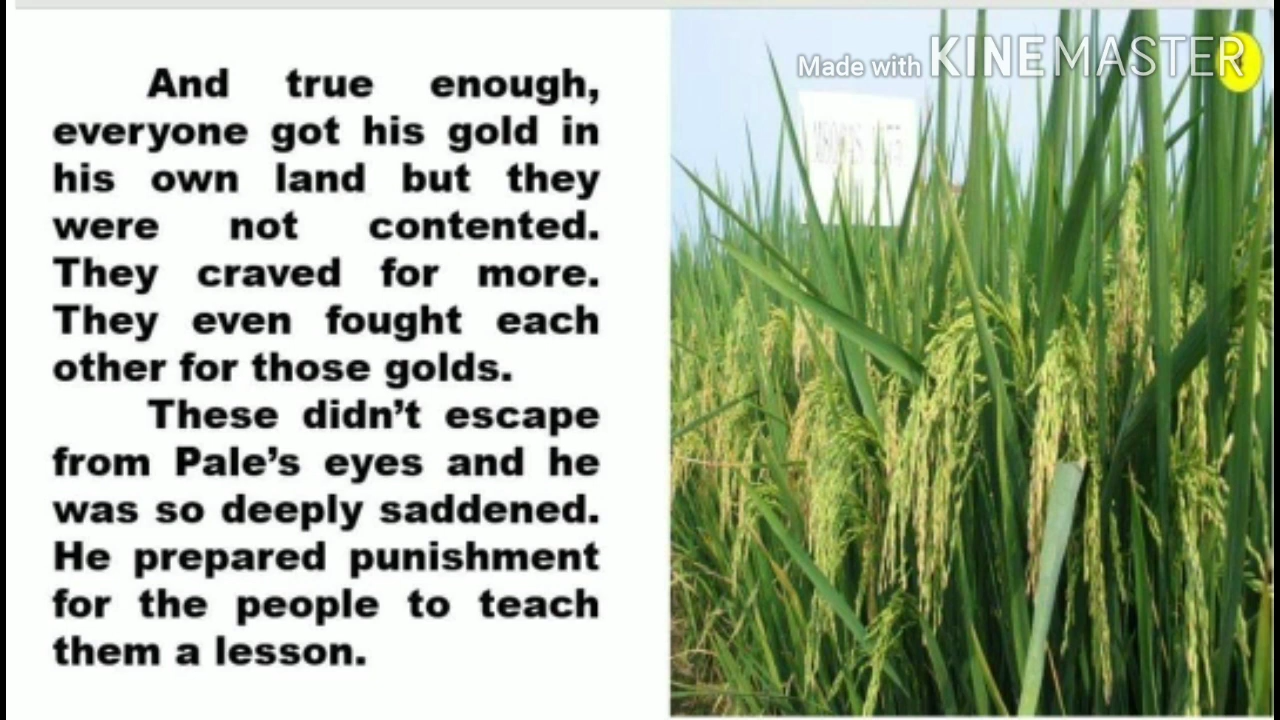 And true enough,
everyone got his gold in
his own land but they
were not contented.
They craved for more.
They even fought each
other for those golds.
These didn't escape
from Pale's eyes and he
was so deeply saddened.
He prepared punishment
for the people to teach
them a lesson.
Made with KINEMASTER